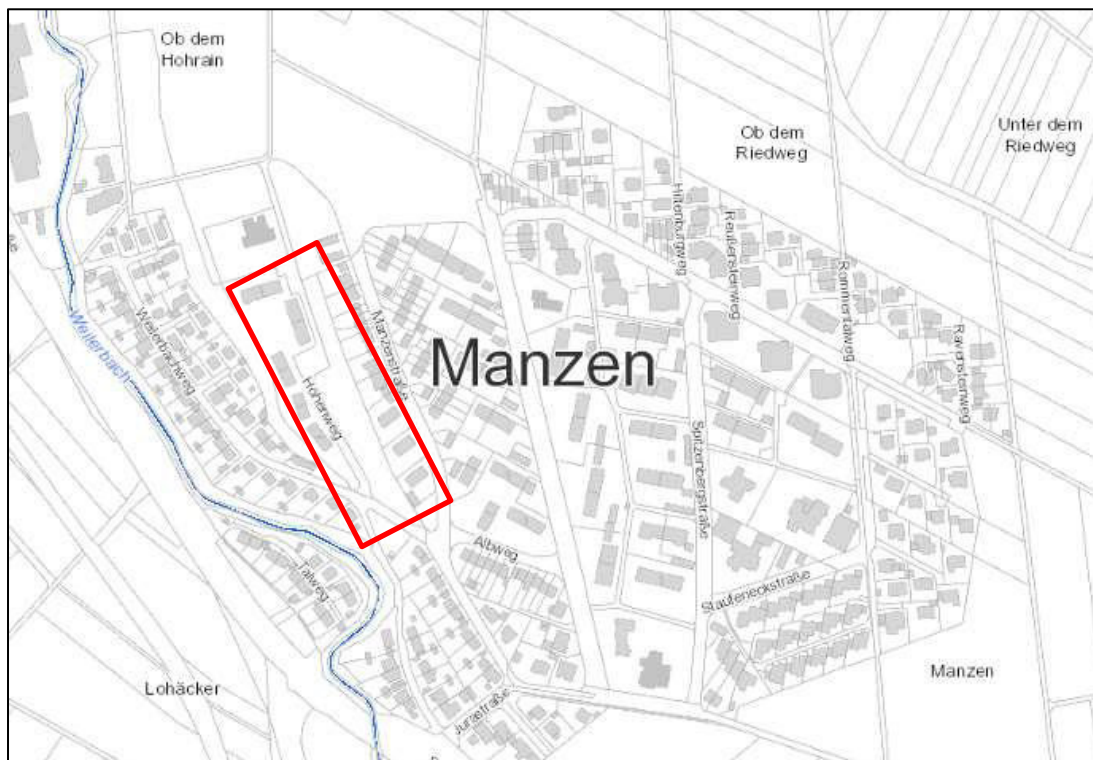 Ob dem
Hohrain
Ob dem
Riedweg
Unter dem
Riedweg
Hiltenburgweg
Reußensteinweg
Rommentalweg
Ravensteinweg
Weilerbachweg
Weilerbach
Manzenstraße
Höhenweg
Manzen
Spitzenbergstraße
Albweg
Talweg
Staufeneckstraße
Lohäcker
Jurastraße
Manzen